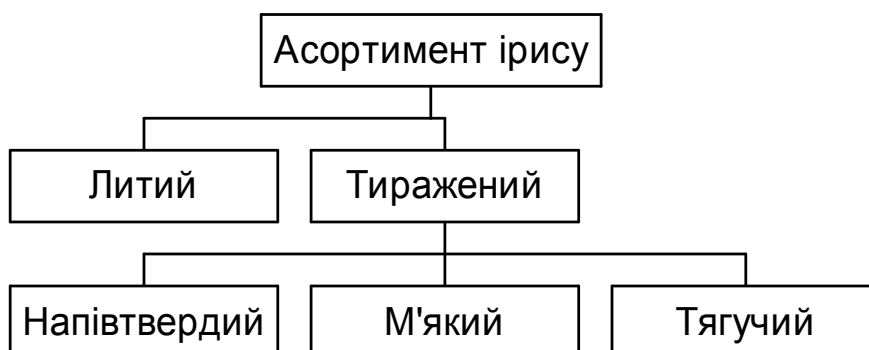 Асортимент ірису
Литий
Тиражений
Напівтвердий
М'який
Тягучий